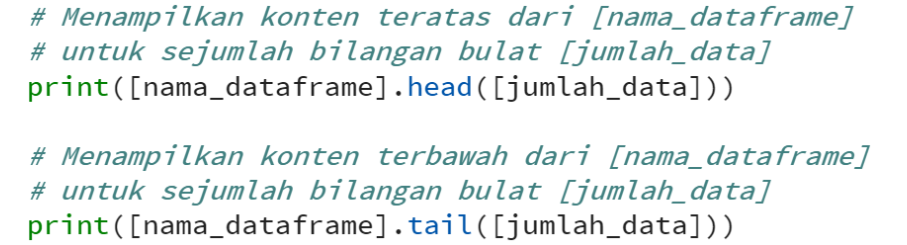 # Menampilkan konten teratas dari [nama_dataframe]
# untuk sejumlah bilangan bulat [jumlah_data]
print([nama_dataframe].head([jumlah_data]))
# Menampilkan konten terbawah dari [nama_dataframe]
# untuk sejumlah bilangan bulat [jumlah_data]
print([nama_dataframe].tail([jumlah_data]))